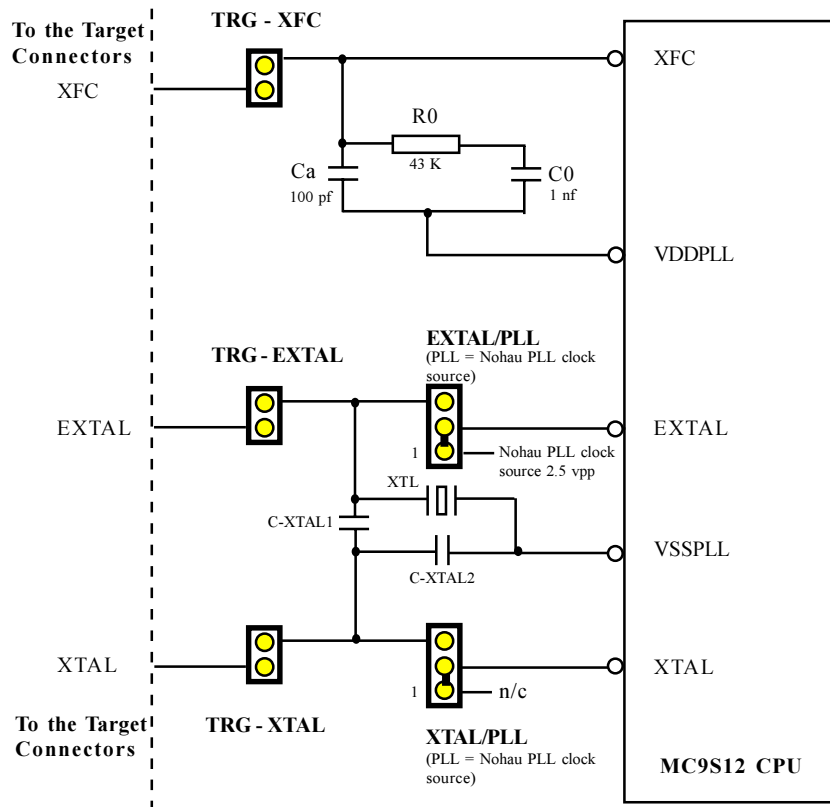 To the Target
Connectors
TRG - XFC
XFC
XFC
R0
43 K
Ca
100 pf
C0
1 nf
VDDPLL
EXTAL/PLL
(PLL = Nohau PLL clock
source)
TRG - EXTAL
EXTAL
EXTAL
1
Nohau PLL clock
source 2.5 vpp
XTL
C-XTAL1
VSSPLL
C-XTAL2
XTAL
XTAL
1
n/c
To the Target
Connectors
TRG - XTAL
XTAL/PLL
(PLL = Nohau PLL clock
source)
MC9S12 CPU